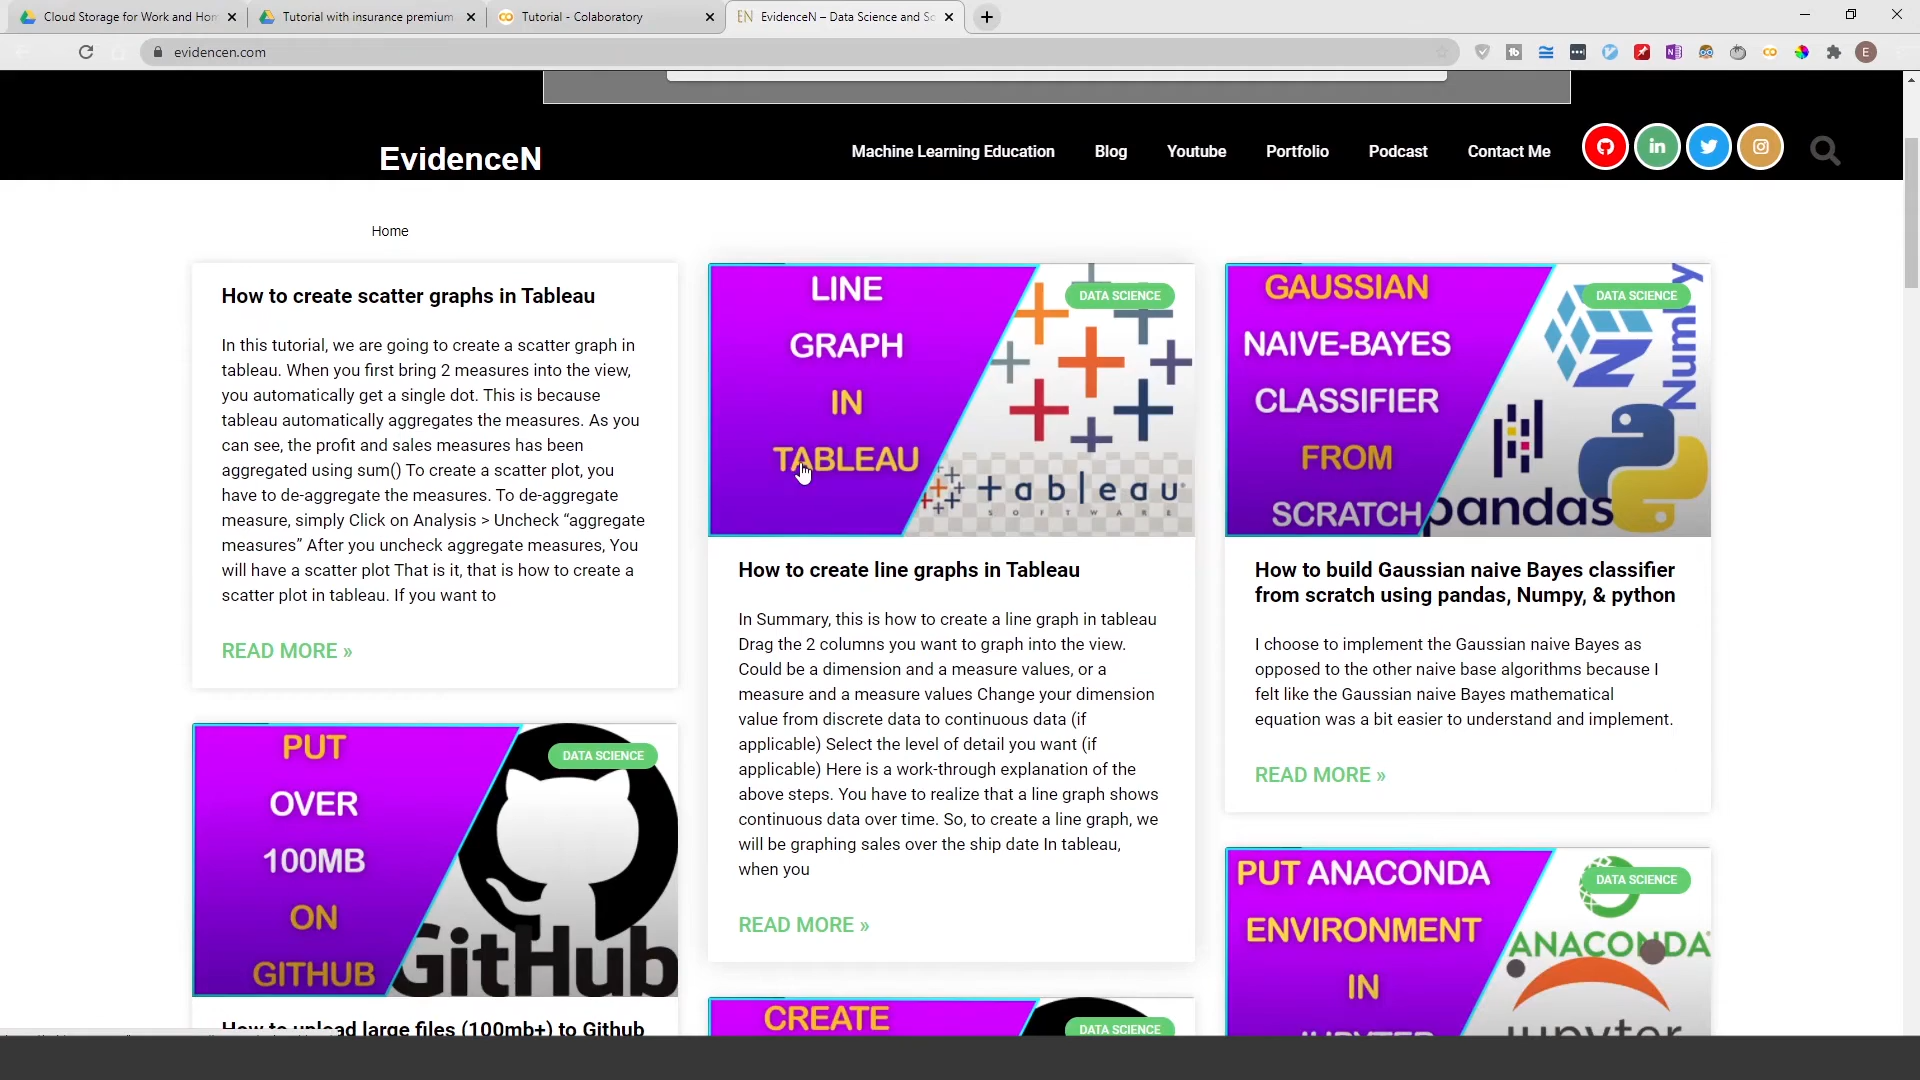 Cloud Storage for Work and Hom
Tutorial with insurance premium
Tutorial - Colaboratory
EN EvidenceN – Data Science and So
evidencen.com
E
EvidenceN
Machine Learning Education
Blog
Youtube
Portfolio
Podcast
Contact Me
Home
How to create scatter graphs in Tableau
In this tutorial, we are going to create a scatter graph in
tableau. When you first bring 2 measures into the view,
you automatically get a single dot. This is because
tableau automatically aggregates the measures. As you
can see, the profit and sales measures has been
aggregated using sum() To create a scatter plot, you
have to de-aggregate the measures. To de-aggregate
measure, simply Click on Analysis > Uncheck “aggregate
measures” After you uncheck aggregate measures, You
will have a scatter plot That is it, that is how to create a
scatter plot in tableau. If you want to
READ MORE »
PUT
OVER
100MB
ON
GITHUB
DATA SCIENCE
GitHub
How to upload large files (100mb+) to Github
LINE
GRAPH
IN
TABLEAU
DATA SCIENCE
tableau
SOFTWARE
How to create line graphs in Tableau
In Summary, this is how to create a line graph in tableau
Drag the 2 columns you want to graph into the view.
Could be a dimension and a measure values, or a
measure and a measure values Change your dimension
value from discrete data to continuous data (if
applicable) Select the level of detail you want (if
applicable) Here is a work-through explanation of the
above steps. You have to realize that a line graph shows
continuous data over time. So, to create a line graph, we
will be graphing sales over the ship date In tableau,
when you
READ MORE »
CREATE
DATA SCIENCE
GAUSSIAN
NAIVE-BAYES
CLASSIFIER
FROM
SCRATCH
DATA SCIENCE
NumPy
pandas
How to build Gaussian naive Bayes classifier
from scratch using pandas, Numpy, & python
I choose to implement the Gaussian naive Bayes as
opposed to the other naive base algorithms because I
felt like the Gaussian naive Bayes mathematical
equation was a bit easier to understand and implement.
READ MORE »
PUT ANACONDA
ENVIRONMENT
IN
JUPYTER
DATA SCIENCE
ANACONDA
jupyter